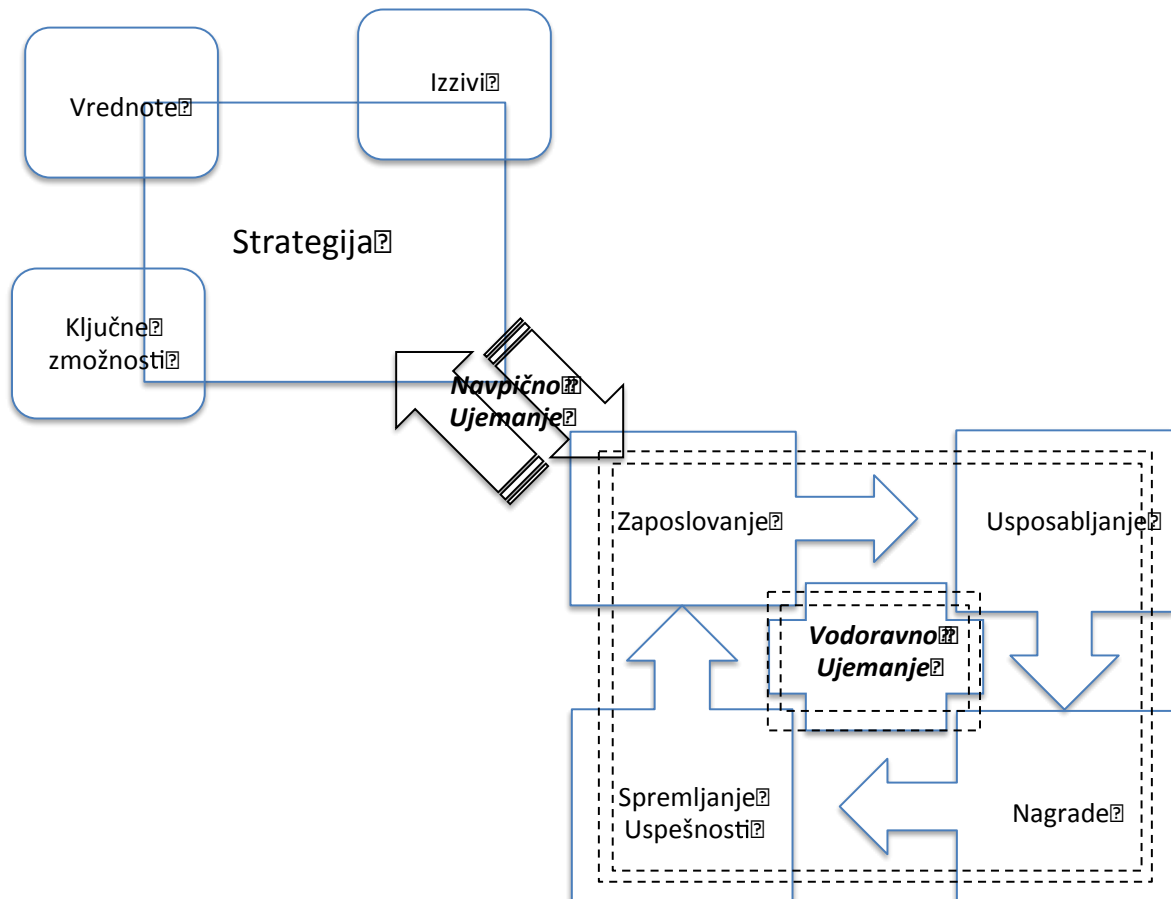 Vrednote
Izzivi
Strategija
Ključne
zmožnosti
Navpično
Ujemanje
Zaposlovanje
Usposabljanje
Vodoravno
Ujemanje
Spremljanje
Uspešnosti
Nagrade